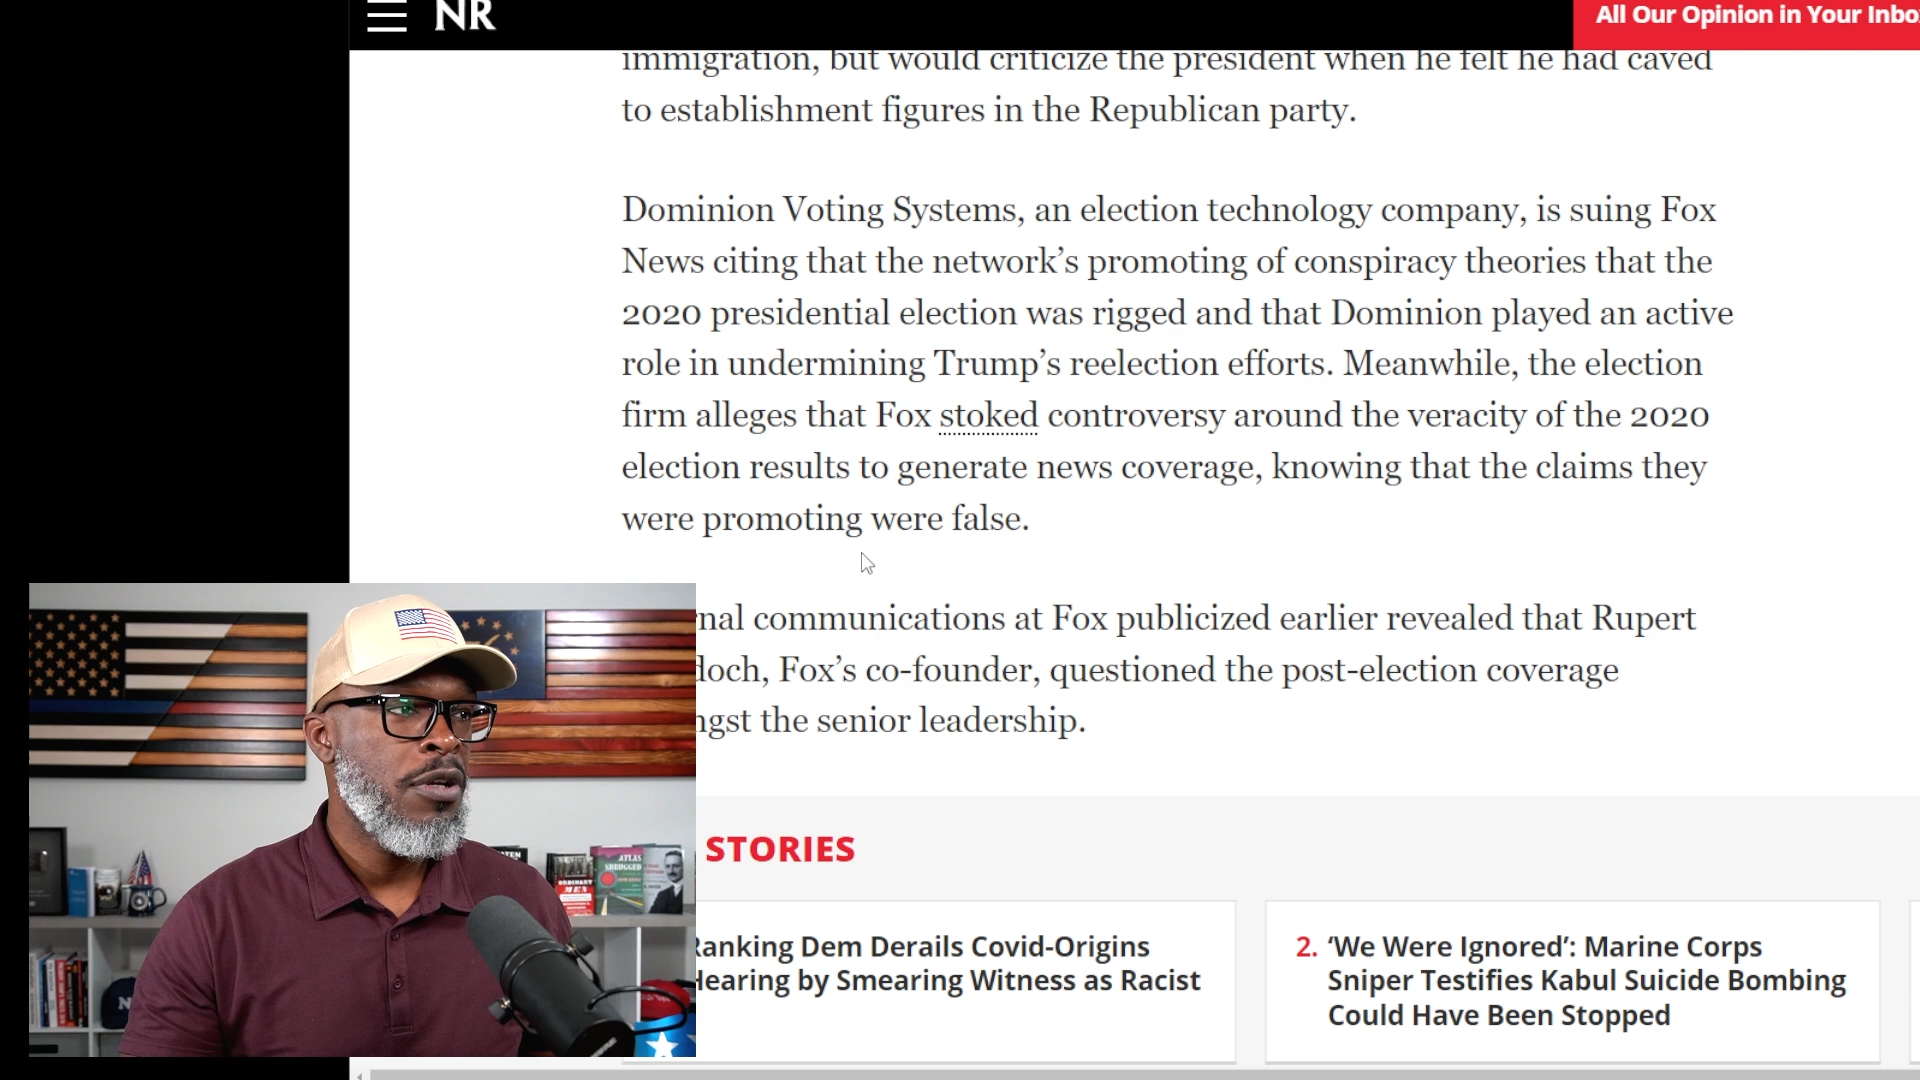 NR
All Our Opinion in Your Inbo
immigration, but would criticize the president when he felt he had caved
to establishment figures in the Republican party.
Dominion Voting Systems, an election technology company, is suing Fox
News citing that the network’s promoting of conspiracy theories that the
2020 presidential election was rigged and that Dominion played an active
role in undermining Trump’s reelection efforts. Meanwhile, the election
firm alleges that Fox stoked controversy around the veracity of the 2020
election results to generate news coverage, knowing that the claims they
were promoting were false.
nal communications at Fox publicized earlier revealed that Rupert
doch, Fox’s co-founder, questioned the post-election coverage
ngst the senior leadership.
STORIES
Ranking Dem Derails Covid-Origins
Hearing by Smearing Witness as Racist
2. ‘We Were Ignored’: Marine Corps
Sniper Testifies Kabul Suicide Bombing
Could Have Been Stopped
ATLAS
SHRUGGED
ORDINARY
MEN
N